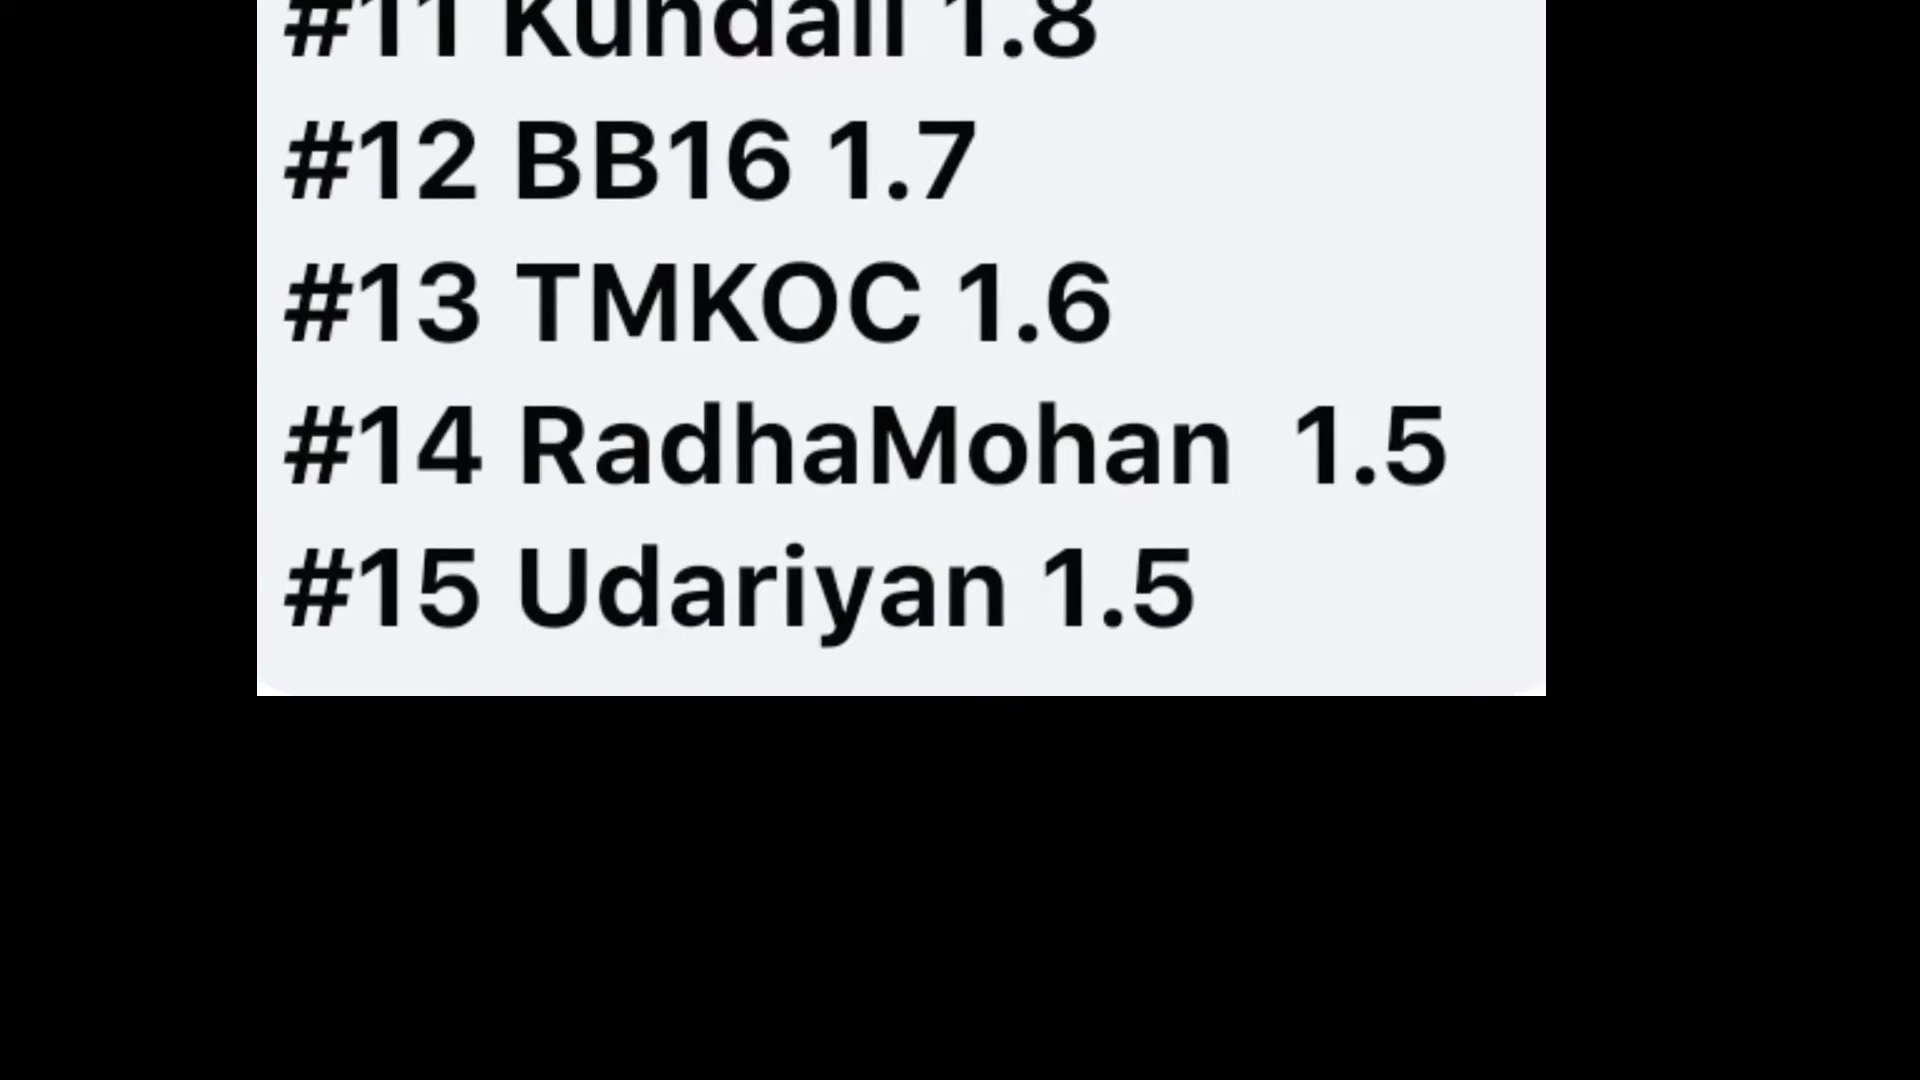 #11 Kundali 1.8
#12 BB16 1.7
#13 TMKOC 1.6
#14 RadhaMohan 1.5
#15 Udariyan 1.5